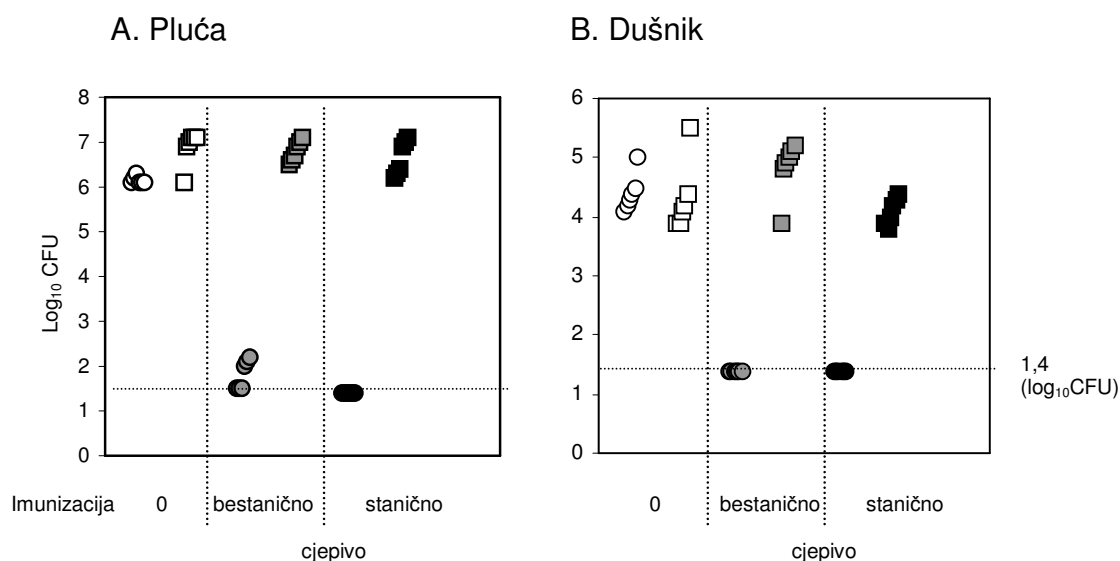 A. Pluća
B. Dušnik
8
7
6
5
4
3
2
1
0
Log10 CFU
6
5
4
3
2
1
0
1,4
(log10CFU)
Imunizacija 0 bestanično stanično
cjepivo
0 bestanično stanično
cjepivo